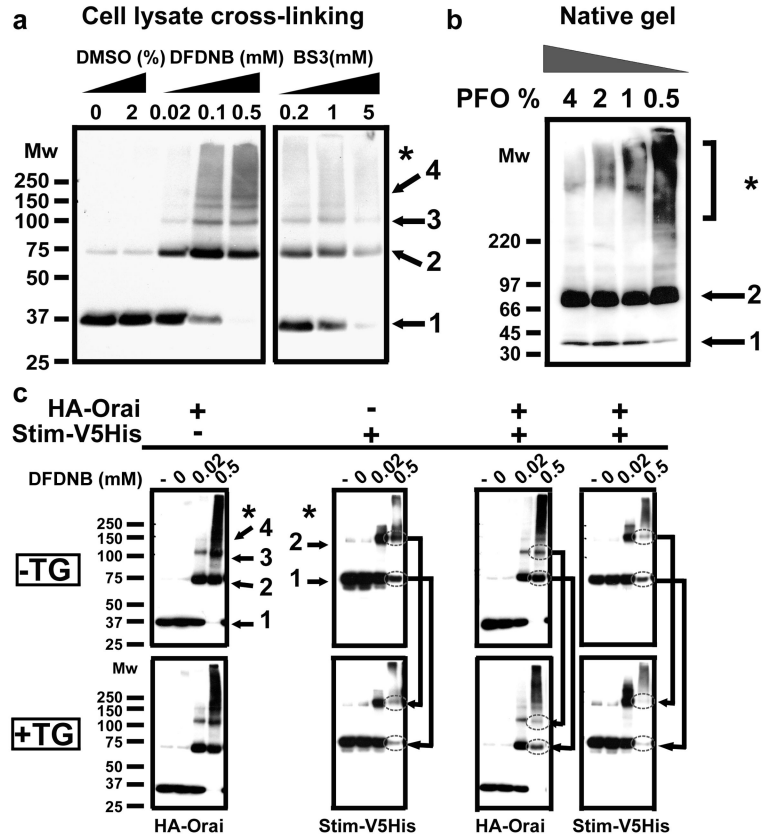 a Cell lysate cross-linking
DMSO (%) DFDNB (mM) BS3(mM)
0 2 0.02 0.1 0.5 0.2 1 5
Mw
250
150
100
75
50
37
25
*
4
3
2
1
b Native gel
PFO % 4 2 1 0.5
Mw
220
97
66
45
30
*
2
1
c
HA-Orai + - + +
Stim-V5His - + + +
DFDNB (mM) - 0 0.02 0.5 - 0 0.02 0.5 - 0 0.02 0.5 - 0 0.02 0.5
-TG
250
150
100
75
50
37
25
*
4
3
2
1
*
2
1
+TG
Mw
250
150
100
75
50
37
25
HA-Orai Stim-V5His HA-Orai Stim-V5His